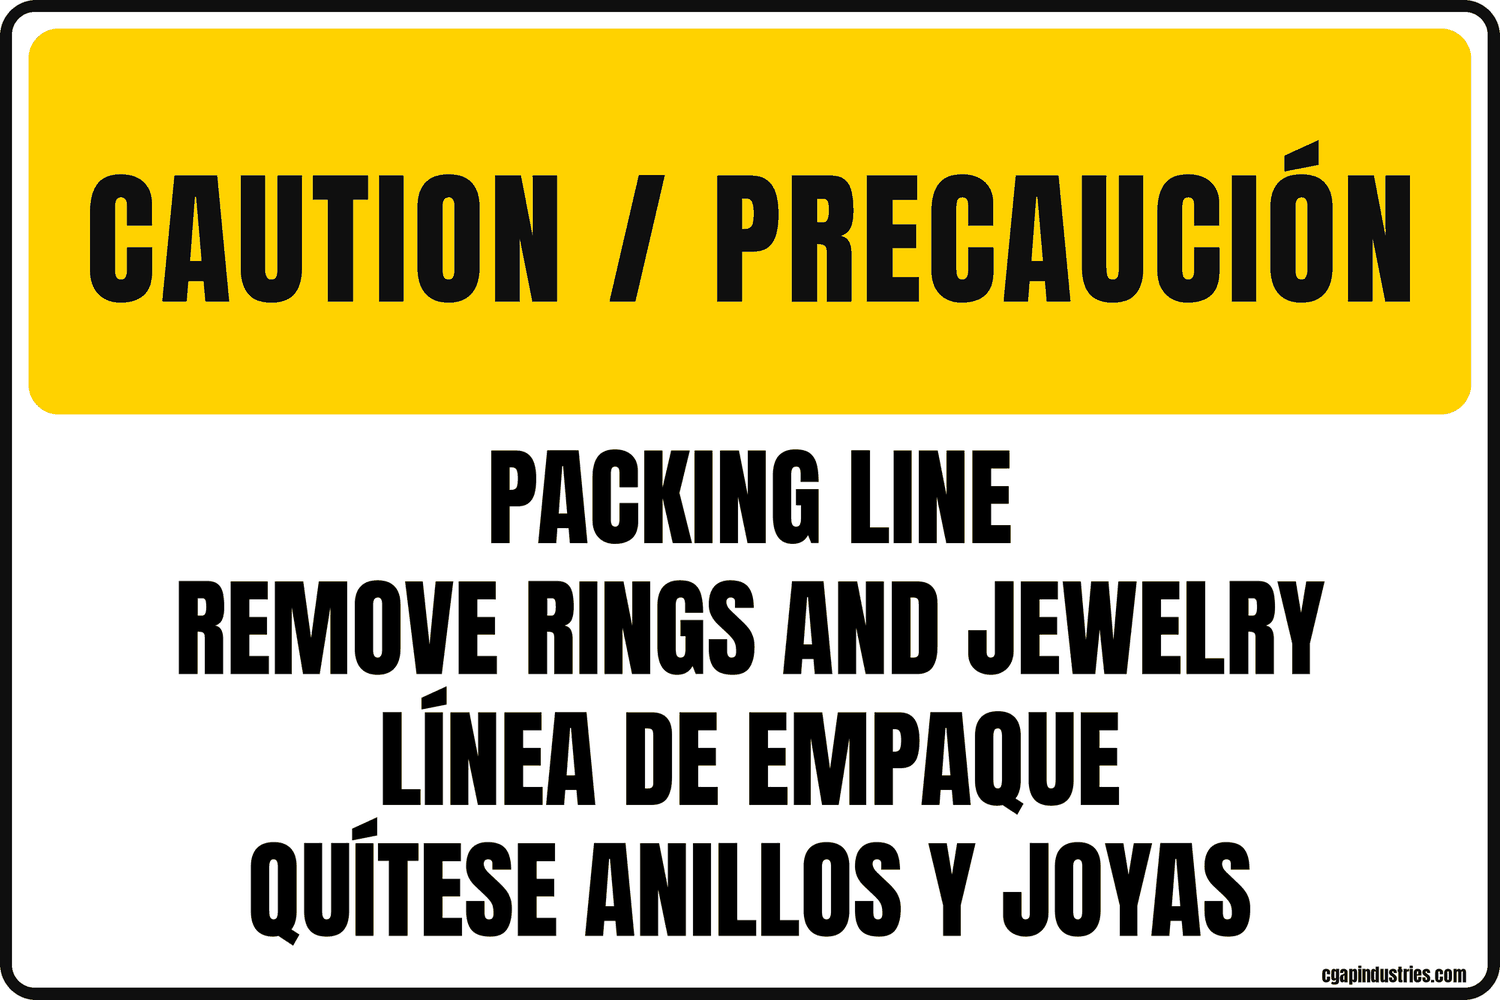 CAUTION / PRECAUCIÓN
PACKING LINE
REMOVE RINGS AND JEWELRY
LÍNEA DE EMPAQUE
QUÍTESE ANILLOS Y JOYAS
cgapindustries.com